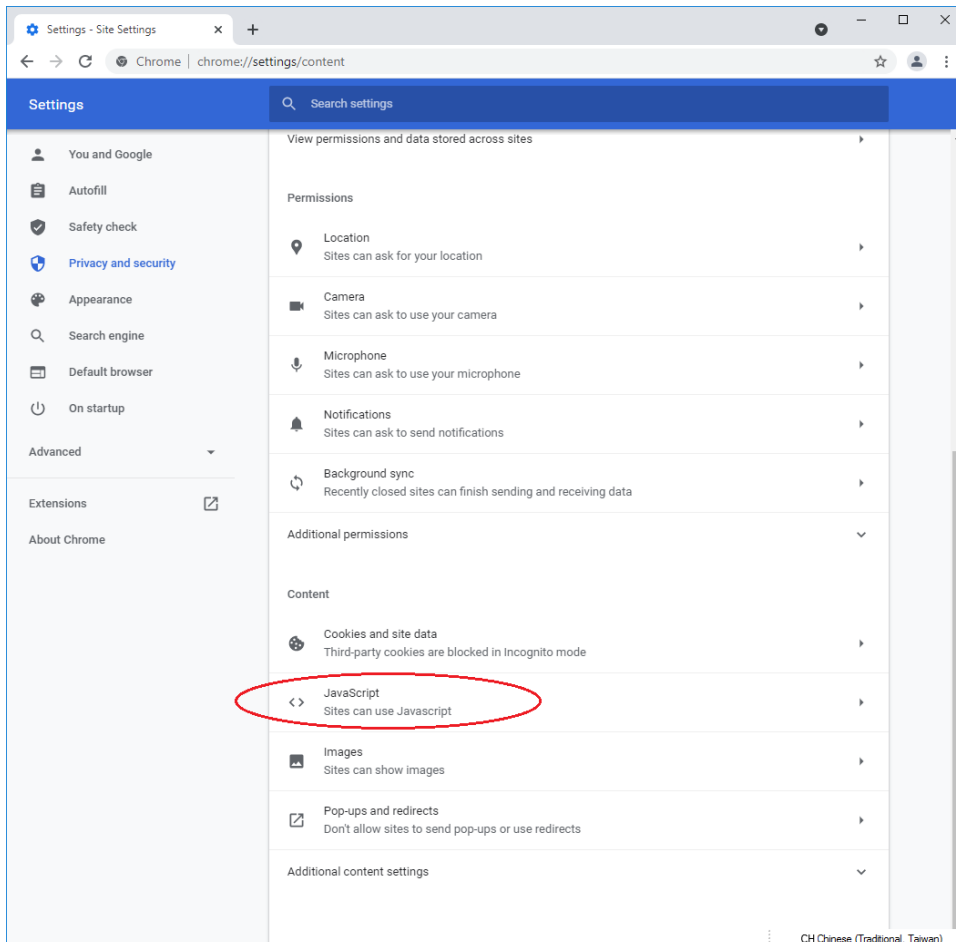 Settings - Site Settings
Chrome | chrome://settings/content
Settings
Search settings
You and Google
Autofill
Safety check
Privacy and security
Appearance
Search engine
Default browser
On startup
Advanced
Extensions
About Chrome
View permissions and data stored across sites
Permissions
Location
Sites can ask for your location
Camera
Sites can ask to use your camera
Microphone
Sites can ask to use your microphone
Notifications
Sites can ask to send notifications
Background sync
Recently closed sites can finish sending and receiving data
Additional permissions
Content
Cookies and site data
Third-party cookies are blocked in Incognito mode
JavaScript
Sites can use Javascript
Images
Sites can show images
Pop-ups and redirects
Don't allow sites to send pop-ups or use redirects
Additional content settings
CH Chinese (Traditional, Taiwan)